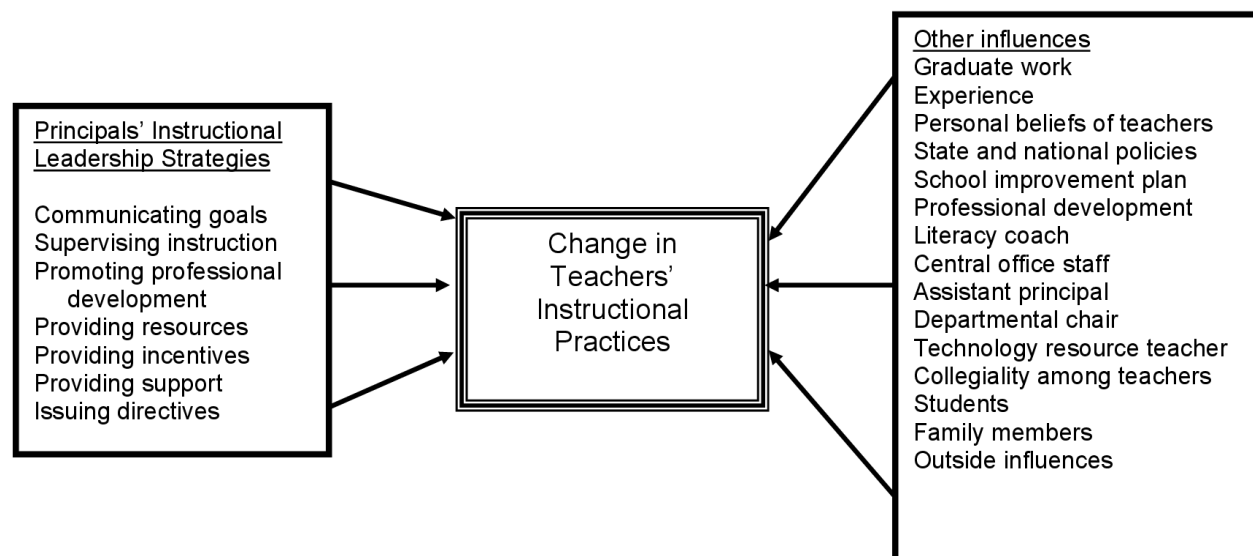 Principals' Instructional
Leadership Strategies
Communicating goals
Supervising instruction
Promoting professional
development
Providing resources
Providing incentives
Providing support
Issuing directives
Change in
Teachers'
Instructional
Practices
Other influences
Graduate work
Experience
Personal beliefs of teachers
State and national policies
School improvement plan
Professional development
Literacy coach
Central office staff
Assistant principal
Departmental chair
Technology resource teacher
Collegiality among teachers
Students
Family members
Outside influences